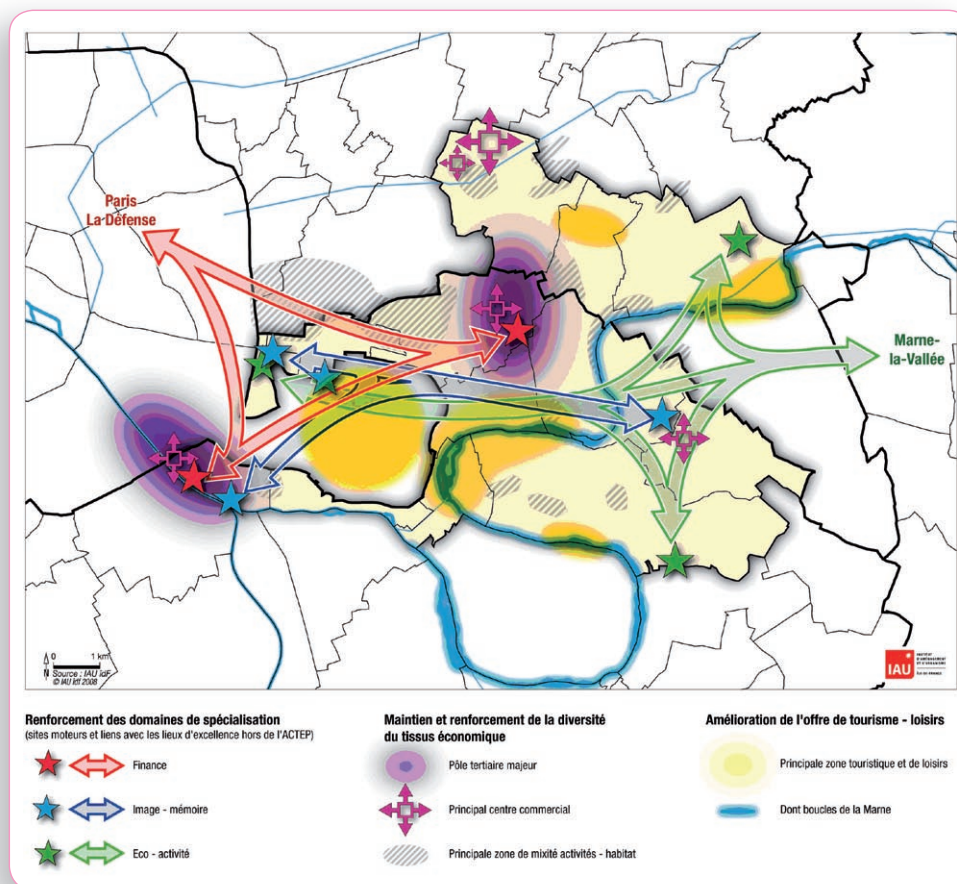 Paris
La Défense
Marne-
la-Vallée
0 1 km
N Source : IAU îdF
© IAU îdf 2008
IAU
Renforcement des domaines de spécialisation
(sites moteurs et liens avec les lieux d'excellence hors de l'ACTEP)
Finance
Image - mémoire
Eco - activité
Maintien et renforcement de la diversité
du tissus économique
Pôle tertiaire majeur
Principal centre commercial
Principale zone de mixité activités - habitat
Amélioration de l'offre de tourisme - loisirs
Principale zone touristique et de loisirs
Dont boucles de la Marne